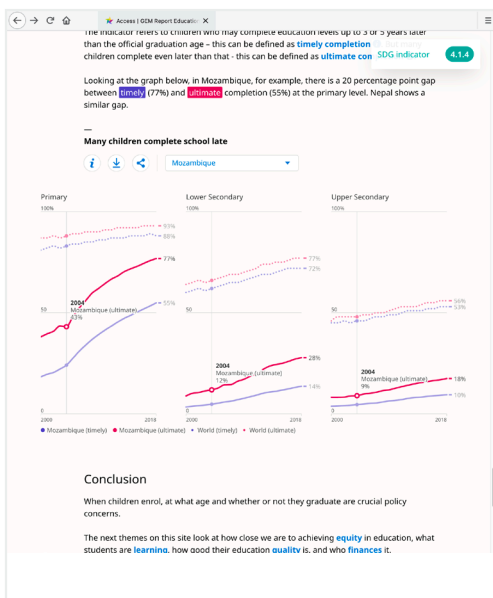 Access | GEM Report Education
The indicator refers to children who may complete education levels up to 3 or 5 years later
than the official graduation age – this can be defined as timely completion
children complete even later than that - this can be defined as ultimate com
SDG indicator 4.1.4
Looking at the graph below, in Mozambique, for example, there is a 20 percentage point gap
between timely (77%) and ultimate completion (55%) at the primary level. Nepal shows a
similar gap.
—
Many children complete school late
Mozambique
Primary
100%
93%
88%
77%
55%
50
2004
Mozambique (ultimate)
43%
0
2000 2018
Lower Secondary
100%
77%
72%
50
2004
Mozambique (ultimate)
12%
28%
14%
0
2000 2018
Upper Secondary
100%
56%
53%
50
2004
Mozambique (ultimate)
9%
18%
10%
0
2000 2018
Mozambique (timely) Mozambique (ultimate) World (timely) World (ultimate)
Conclusion
When children enrol, at what age and whether or not they graduate are crucial policy
concerns.
The next themes on this site look at how close we are to achieving equity in education, what
students are learning, how good their education quality is, and who finances it.